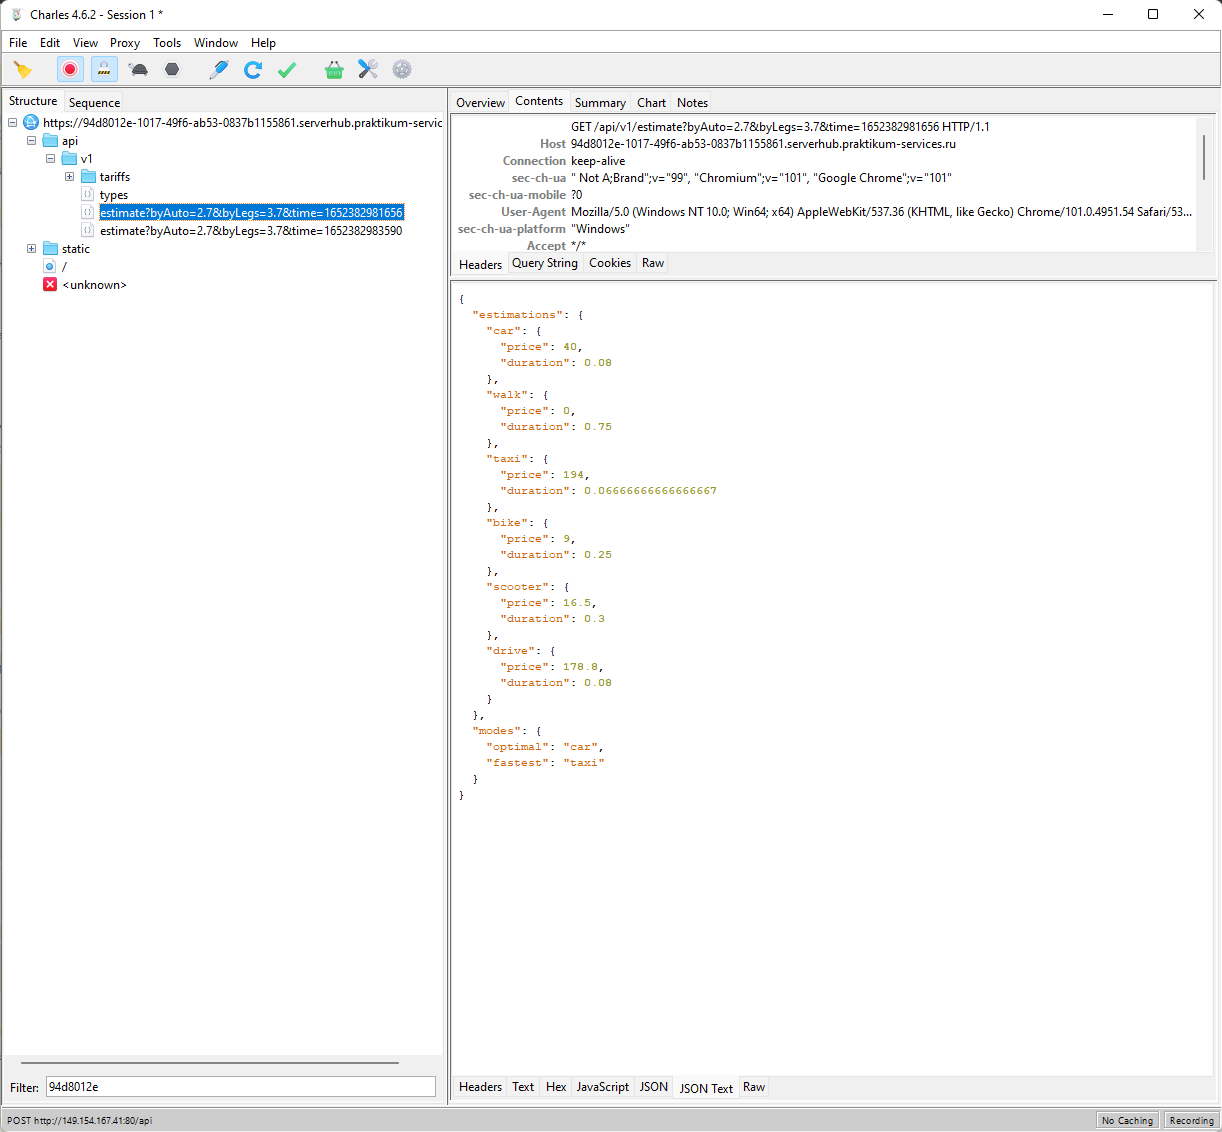 Charles 4.6.2 - Session 1 *
File Edit View Proxy Tools Window Help
Structure Sequence
https://94d8012e-1017-49f6-ab53-0837b1155861.serverhub.praktikum-servic
api
v1
tariffs
types
estimate?byAuto=2.7&byLegs=3.7&time=1652382981656
estimate?byAuto=2.7&byLegs=3.7&time=1652382983590
static
/
<unknown>
Filter: 94d8012e
Overview Contents Summary Chart Notes
GET /api/v1/estimate?byAuto=2.7&byLegs=3.7&time=1652382981656 HTTP/1.1
Host 94d8012e-1017-49f6-ab53-0837b1155861.serverhub.praktikum-services.ru
Connection keep-alive
sec-ch-ua " Not A;Brand";v="99", "Chromium";v="101", "Google Chrome";v="101"
sec-ch-ua-mobile ?0
User-Agent Mozilla/5.0 (Windows NT 10.0; Win64; x64) AppleWebKit/537.36 (KHTML, like Gecko) Chrome/101.0.4951.54 Safari/53...
sec-ch-ua-platform "Windows"
Accept */*
Headers Query String Cookies Raw
{
"estimations": {
"car": {
"price": 40,
"duration": 0.08
},
"walk": {
"price": 0,
"duration": 0.75
},
"taxi": {
"price": 194,
"duration": 0.06666666666666667
},
"bike": {
"price": 9,
"duration": 0.25
},
"scooter": {
"price": 16.5,
"duration": 0.3
},
"drive": {
"price": 178.8,
"duration": 0.08
}
},
"modes": {
"optimal": "car",
"fastest": "taxi"
}
}
Headers Text Hex JavaScript JSON JSON Text Raw
POST http://149.154.167.41:80/api
No Caching Recording